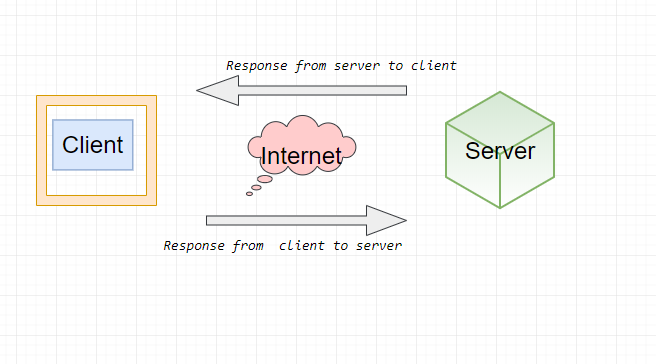 Response from server to client
Client
Internet
Server
Response from  client to server